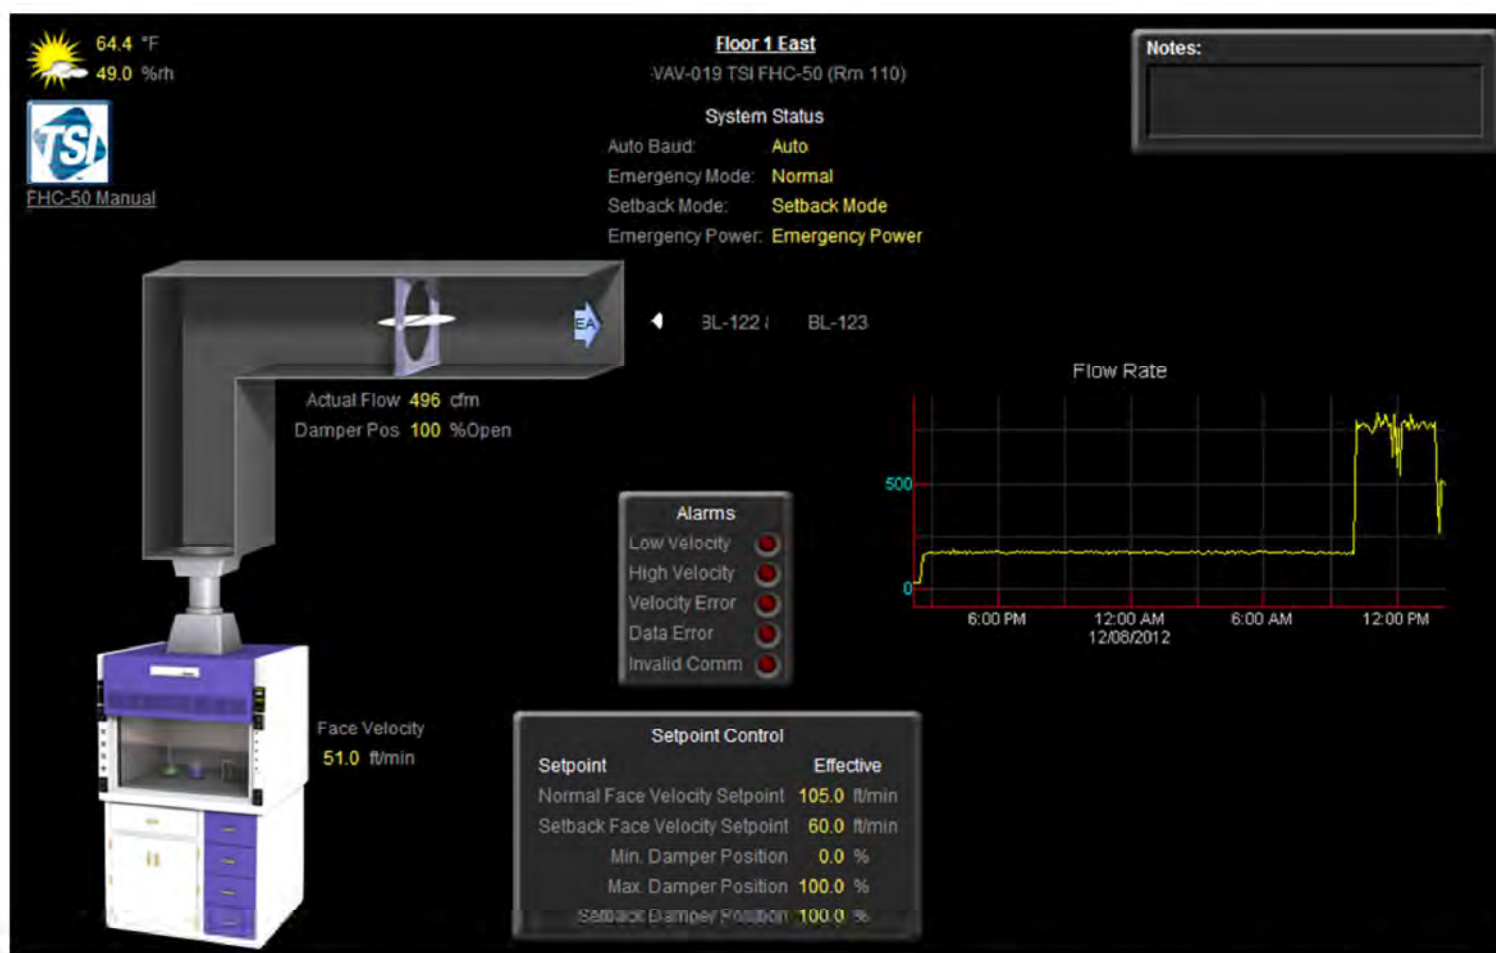 64.4 °F
49.0 %rh
TSI
FHC-50 Manual
Floor 1 East
VAV-019 TSI FHC-50 (Rm 110)
System Status
Auto Baud: Auto
Emergency Mode: Normal
Setback Mode: Setback Mode
Emergency Power: Emergency Power
Notes:
EA
BL-122
BL-123
Actual Flow 496 cfm
Damper Pos 100 %Open
Flow Rate
500
0
6:00 PM 12:00 AM 6:00 AM 12:00 PM
12/08/2012
Alarms
Low Velocity
High Velocity
Velocity Error
Data Error
Invalid Comm
Face Velocity
51.0 ft/min
Setpoint Control
Setpoint Effective
Normal Face Velocity Setpoint 105.0 ft/min
Setback Face Velocity Setpoint 60.0 ft/min
Min. Damper Position 0.0 %
Max. Damper Position 100.0 %
Setback Damper Position 100.0 %